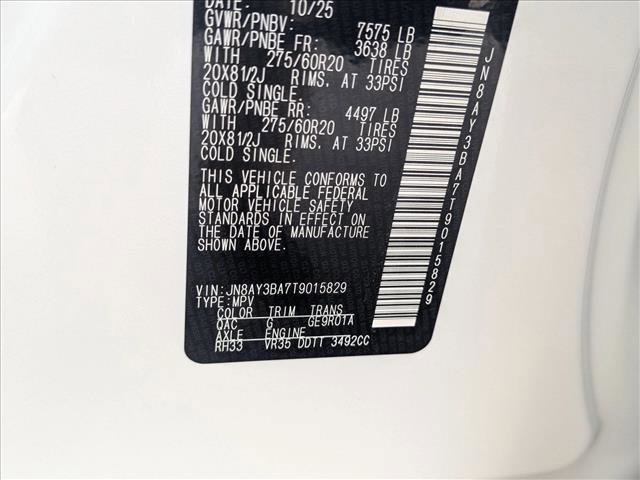 DATE: 10/25
GVWR/PNBV: 7575 LB
GAWR/PNBE FR: 3638 LB
WITH 275/60R20 TIRES
20X81/2J RIMS, AT 33PSI
COLD SINGLE.
GAWR/PNBE RR: 4497 LB
WITH 275/60R20 TIRES
20X81/2J RIMS, AT 33PSI
COLD SINGLE.
THIS VEHICLE CONFORMS TO
ALL APPLICABLE FEDERAL
MOTOR VEHICLE SAFETY
STANDARDS IN EFFECT ON
THE DATE OF MANUFACTURE
SHOWN ABOVE.
VIN:JN8AY3BA7T9015829
TYPE:MPV
COLOR TRIM TRANS
QAC G GE9R01A
AXLE ENGINE
RH33 VR35 DDTT 3492CC
JN8AY3BA7T9015829